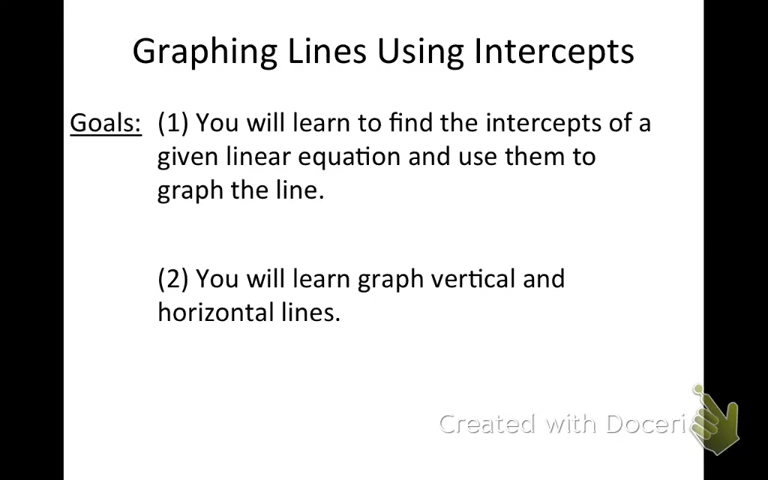 Graphing Lines Using Intercepts
Goals: (1) You will learn to find the intercepts of a
given linear equation and use them to
graph the line.
(2) You will learn graph vertical and
horizontal lines.
Created with Doceri